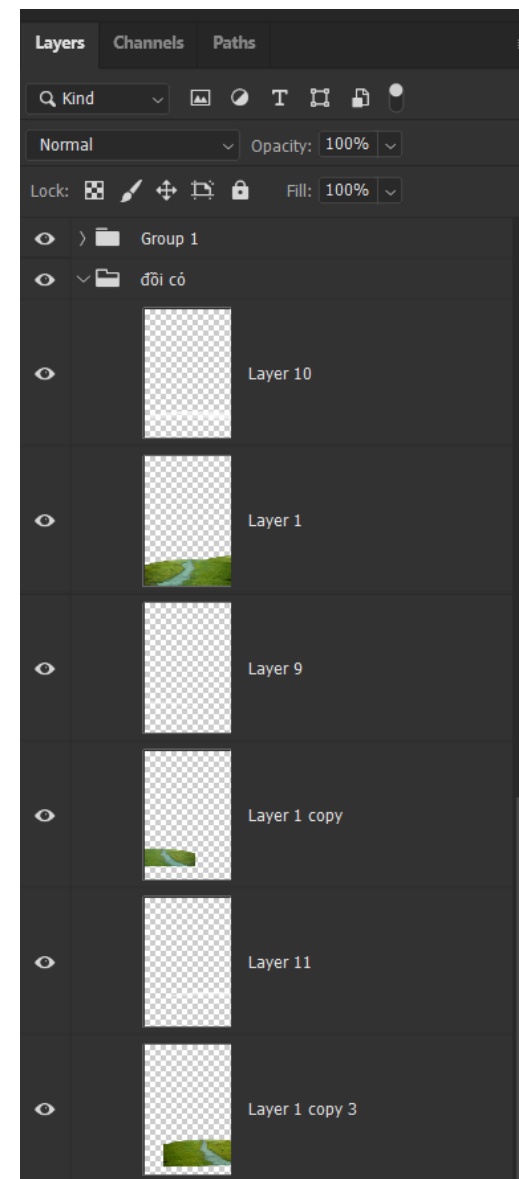 Layers Channels Paths
Kind
Normal Opacity: 100%
Lock: Fill: 100%
Group 1
đồi có
Layer 10
Layer 1
Layer 9
Layer 1 copy
Layer 11
Layer 1 copy 3